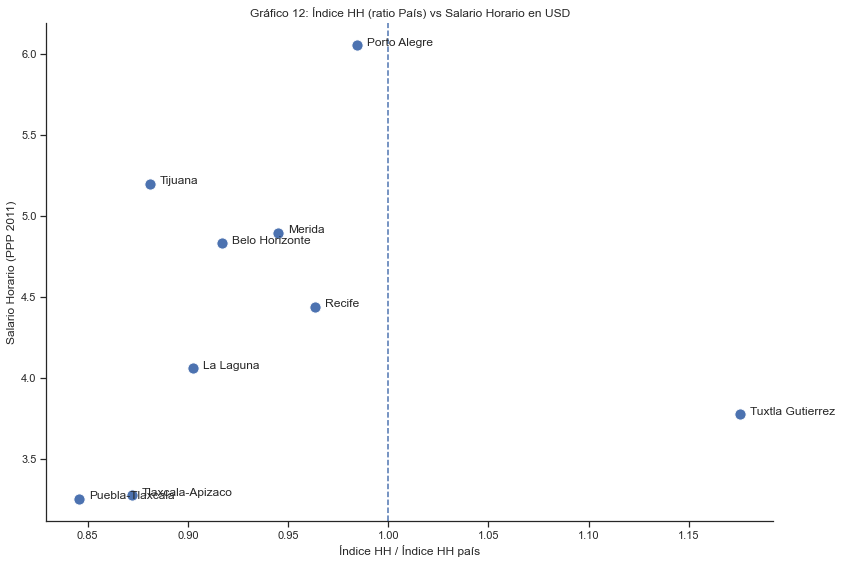 Gráfico 12: Índice HH (ratio País) vs Salario Horario en USD
Salario Horario (PPP 2011)
6.0
5.5
5.0
4.5
4.0
3.5
Porto Alegre
Tijuana
Merida
Belo Horizonte
Recife
La Laguna
Tuxtla Gutierrez
Tlaxcala-Apizaco
Puebla-Tlaxcala
0.85
0.90
0.95
1.00
1.05
1.10
1.15
Índice HH / Índice HH país